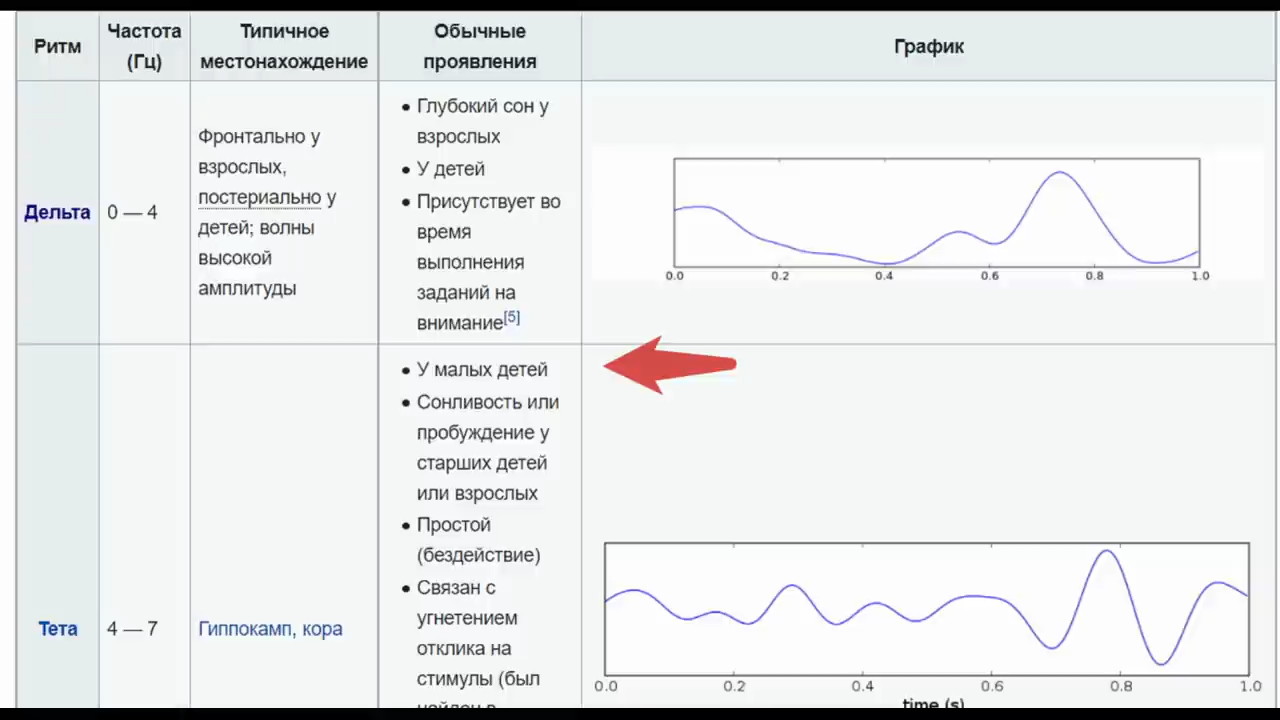 Ритм
Частота
(Гц)
Типичное
местонахождение
Обычные
проявления
График
Дельта
0 — 4
Фронтально у
взрослых,
постериально у
детей; волны
высокой
амплитуды
• Глубокий сон у
взрослых
• У детей
• Присутствует во
время
выполнения
заданий на
внимание[5]
0.0 0.2 0.4 0.6 0.8 1.0
Тета
4 — 7
Гиппокамп, кора
• У малых детей
• Сонливость или
пробуждение у
старших детей
или взрослых
• Простой
(бездействие)
• Связан с
угнетением
отклика на
стимулы (был
найден в
0.0 0.2 0.4 0.6 0.8 1.0
time (s)